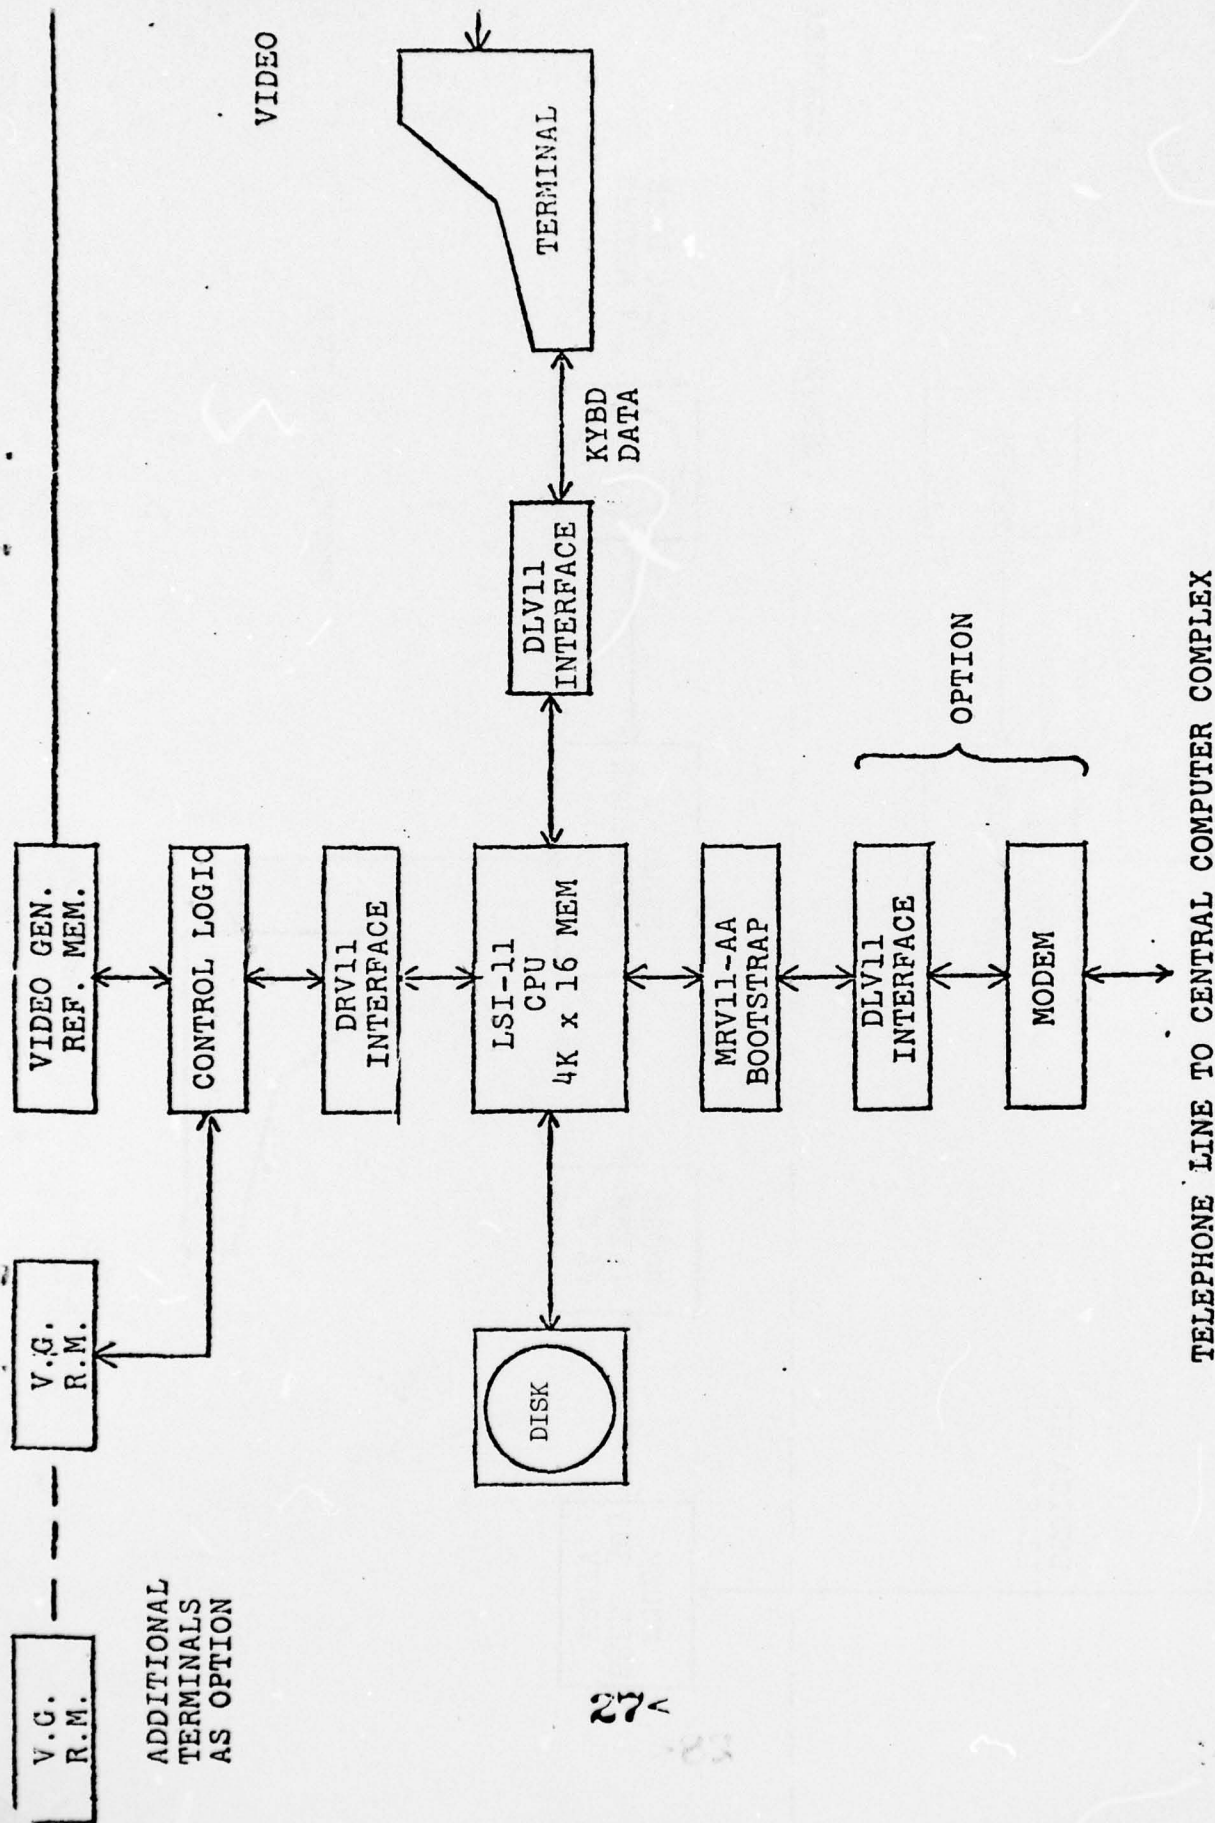 V.G.
R.M.
V.G.
R.M.
VIDEO GEN.
REF. MEM.
VIDEO
ADDITIONAL
TERMINALS
AS OPTION
CONTROL LOGIC
DRV11
INTERFACE
DISK
LSI-11
CPU
4K x 16 MEM
DLV11
INTERFACE
KYBD
DATA
TERMINAL
MRV11-AA
BOOTSTRAP
DLV11
INTERFACE
OPTION
MODEM
TELEPHONE LINE TO CENTRAL COMPUTER COMPLEX
27<